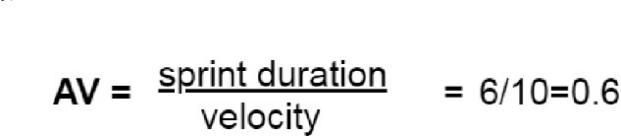 AV = sprint duration / velocity = 6/10=0.6